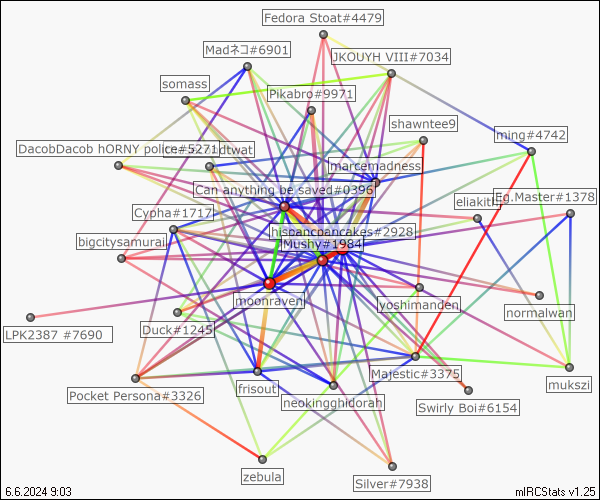 Fedora Stoat#4479
Madネコ#6901
JKOUYH VIII#7034
somass
Pikabro#9971
shawntee9
ming#4742
DacobDacob hORNY police#5271
dtwat
marcemadness
Can anything be saved#0396
Eg.Master#1378
Cypha#1717
hispancpancakes#2928
bigcitysamurai
Mushy#1984
moonraven
yoshimanden
normalwan
LPK2387 #7690
Duck#1245
Majestic#3375
frisout
mukszi
Pocket Persona#3326
neokingghidorah
Swirly Boi#6154
zebula
Silver#7938
6.6.2024 9:03
mIRCStats v1.25